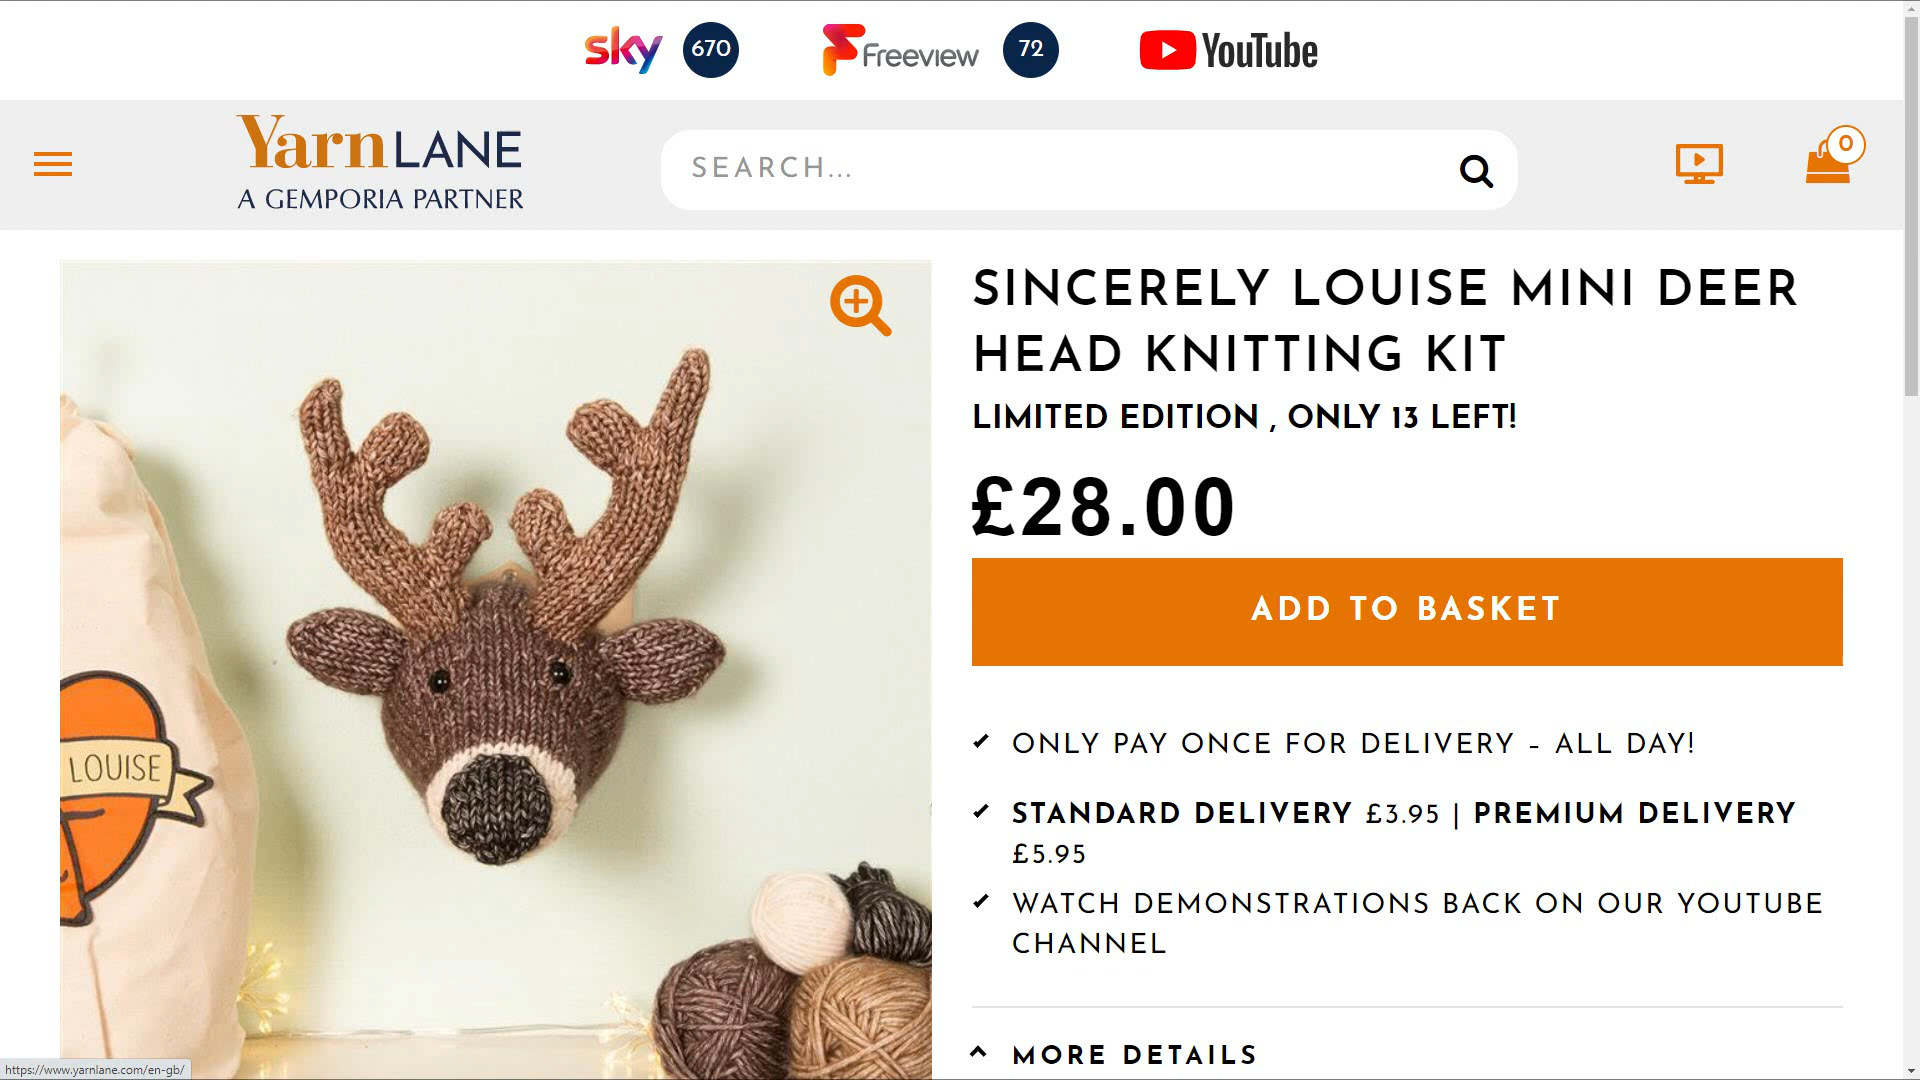 sky 670 Freeview 72 YouTube
YarnLANE
A GEMPORIA PARTNER
SEARCH...
0
SINCERELY LOUISE MINI DEER
HEAD KNITTING KIT
LIMITED EDITION , ONLY 13 LEFT!
£28.00
ADD TO BASKET
LOUISE
ONLY PAY ONCE FOR DELIVERY – ALL DAY!
STANDARD DELIVERY £3.95 | PREMIUM DELIVERY
£5.95
WATCH DEMONSTRATIONS BACK ON OUR YOUTUBE
CHANNEL
MORE DETAILS
https://www.yarnlane.com/en-gb/